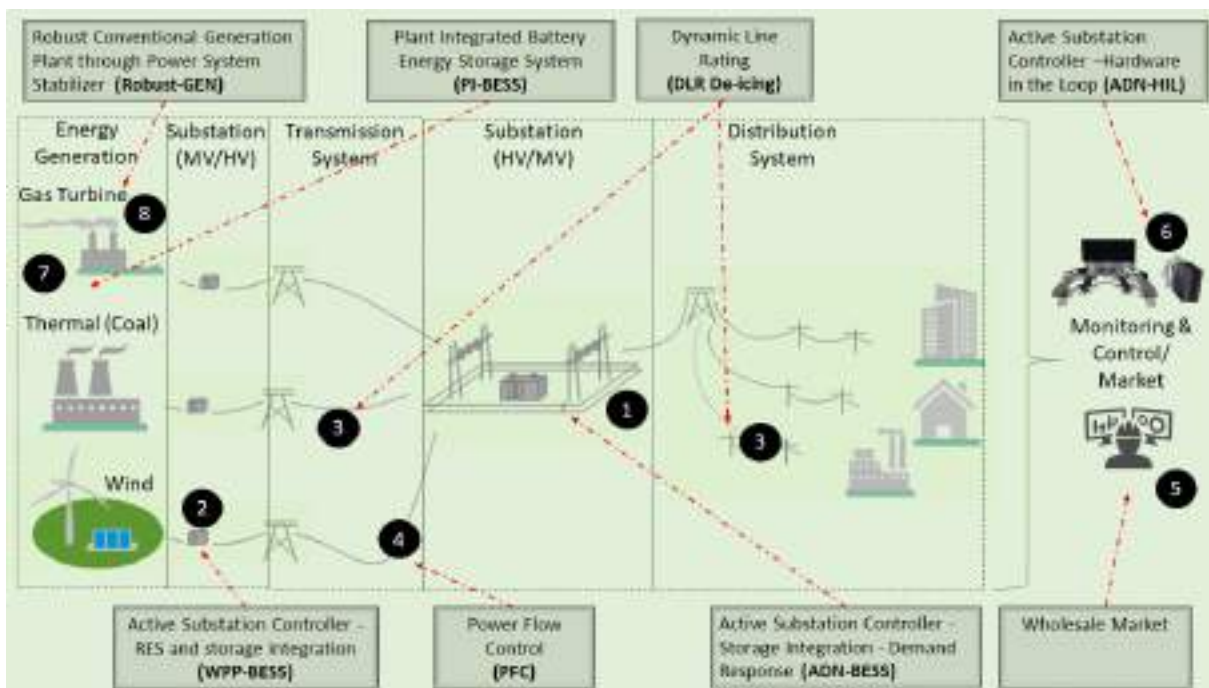 Robust Conventional Generation
Plant through Power System
Stabilizer (Robust-GEN)
Plant Integrated Battery
Energy Storage System
(PI-BESS)
Dynamic Line
Rating
(DLR De-icing)
Active Substation
Controller –Hardware
in the Loop (ADN-HIL)
Energy
Generation
Substation
(MV/HV)
Transmission
System
Substation
(HV/MV)
Distribution
System
Gas Turbine
8
7
6
Thermal (Coal)
Monitoring &
Control/
Market
1
3
3
Wind
2
4
5
Active Substation Controller –
RES and storage integration
(WPP-BESS)
Power Flow
Control
(PFC)
Active Substation Controller -
Storage Integration - Demand
Response (ADN-BESS)
Wholesale Market